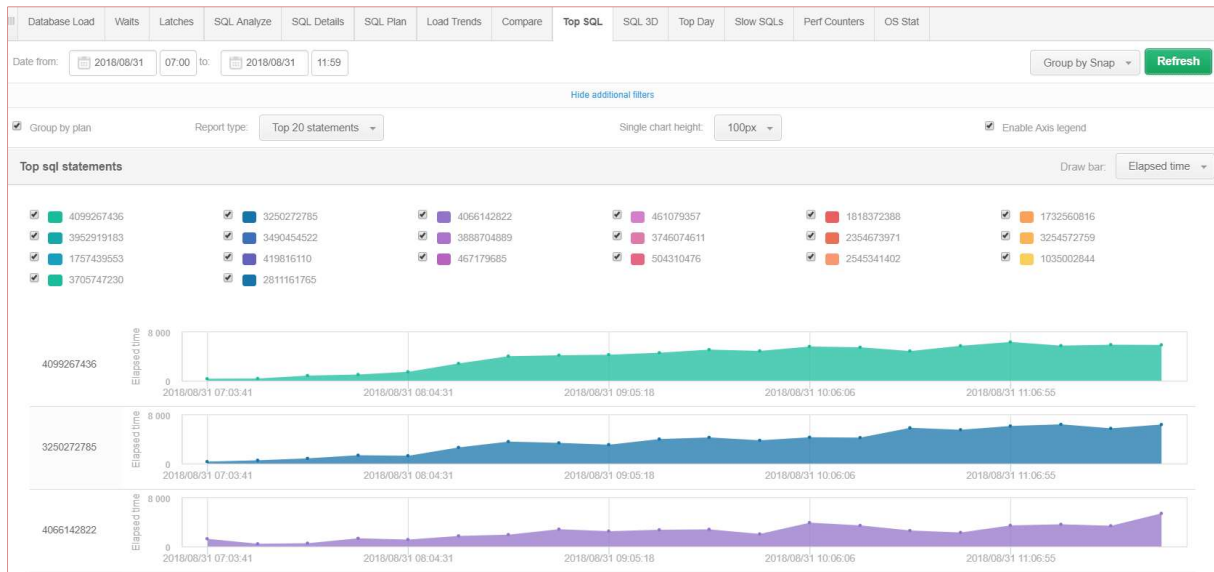 Database Load Waits Latches SQL Analyze SQL Details SQL Plan Load Trends Compare Top SQL SQL 3D Top Day Slow SQLs Perf Counters OS Stat
Date from: 2018/08/31 07:00 to: 2018/08/31 11:59 Group by Snap Refresh
Hide additional filters
Group by plan Report type: Top 20 statements Single chart height: 100px Enable Axis legend
Top sql statements Draw bar: Elapsed time
4099267436 3250272785 4066142822 461079357 1818372388 1732560816
3952919183 3490454522 3888704889 3746074611 2354673971 3254572759
1757439553 419816110 467179685 504310476 2545341402 1035002844
3705747230 2811161765
4099267436
Elapsed time
8 000
0
2018/08/31 07:03:41 2018/08/31 08:04:31 2018/08/31 09:05:18 2018/08/31 10:06:06 2018/08/31 11:06:55
3250272785
Elapsed time
8 000
0
2018/08/31 07:03:41 2018/08/31 08:04:31 2018/08/31 09:05:18 2018/08/31 10:06:06 2018/08/31 11:06:55
4066142822
Elapsed time
8 000
0
2018/08/31 07:03:41 2018/08/31 08:04:31 2018/08/31 09:05:18 2018/08/31 10:06:06 2018/08/31 11:06:55